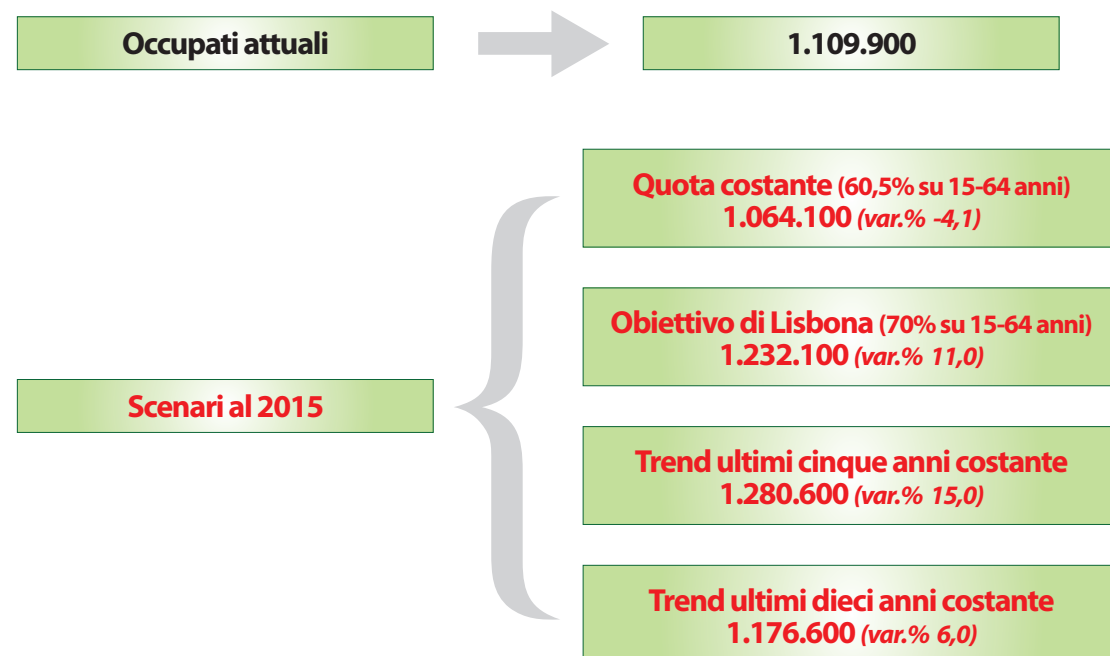 Occupati attuali
1.109.900
Quota costante (60,5% su 15-64 anni)
1.064.100 (var.% -4,1)
Obiettivo di Lisbona (70% su 15-64 anni)
1.232.100 (var.% 11,0)
Scenari al 2015
Trend ultimi cinque anni costante
1.280.600 (var.% 15,0)
Trend ultimi dieci anni costante
1.176.600 (var.% 6,0)